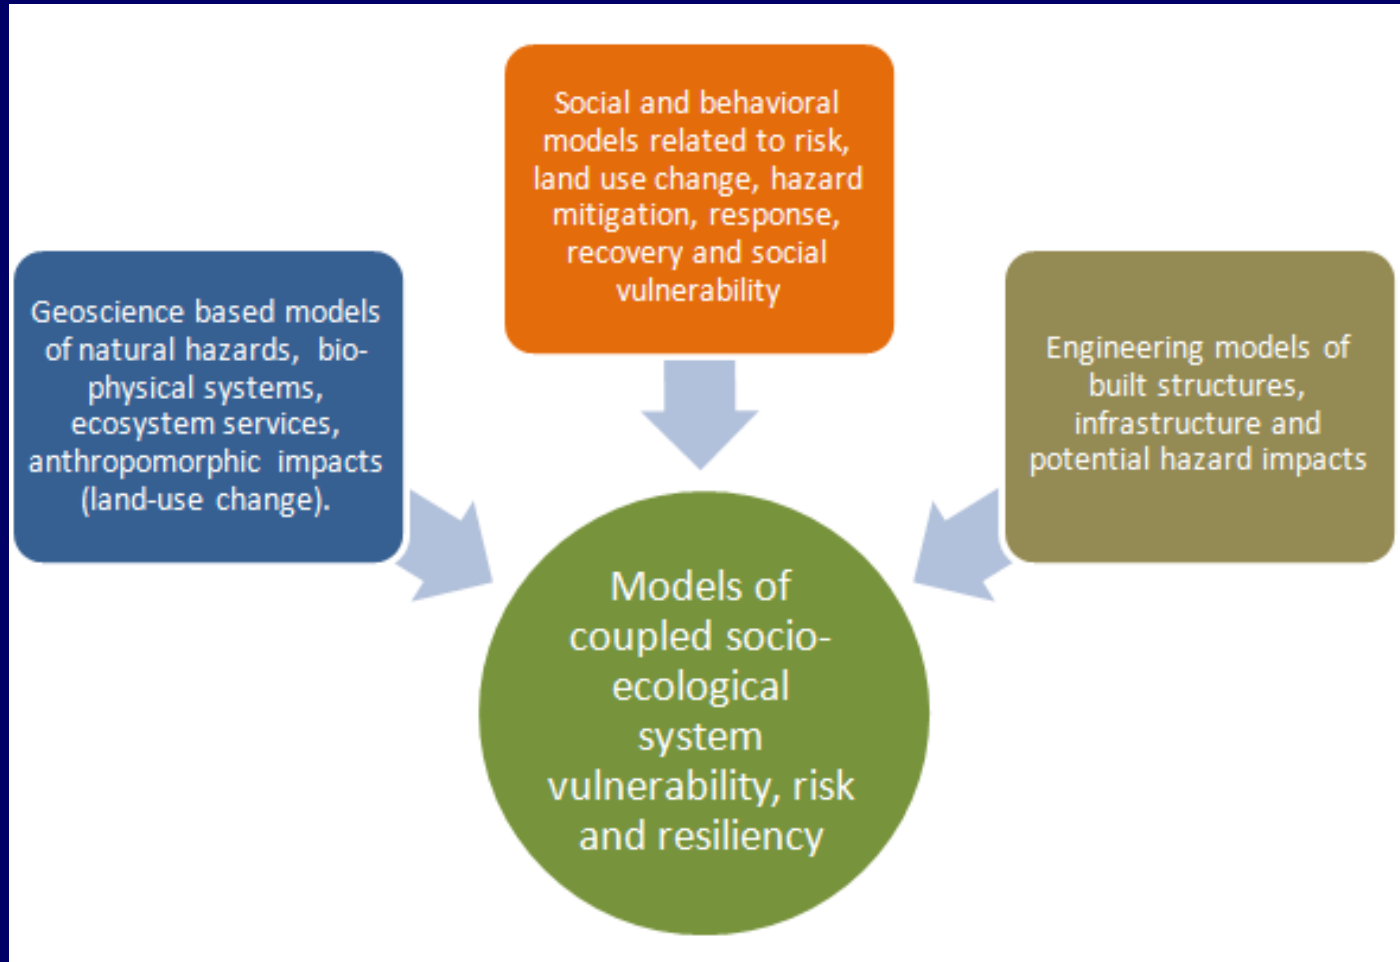 Social and behavioral
models related to risk,
land use change, hazard
mitigation, response,
recovery and social
vulnerability
Geoscience based models
of natural hazards, bio-
physical systems,
ecosystem services,
anthropomorphic impacts
(land-use change).
Engineering models of
built structures,
infrastructure and
potential hazard impacts
Models of
coupled socio-
ecological
system
vulnerability, risk
and resiliency